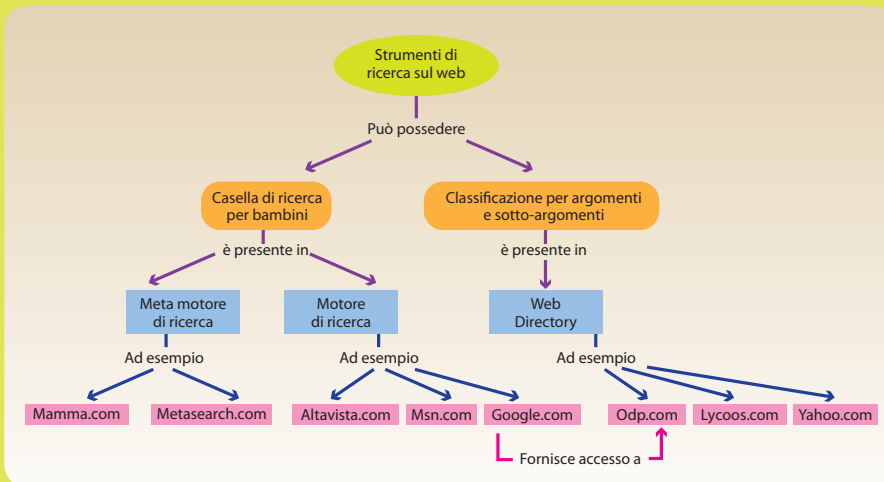 Strumenti di
ricerca sul web
Può possedere
Casella di ricerca
per bambini
Classificazione per argomenti
e sotto-argomenti
è presente in
è presente in
Meta motore
di ricerca
Motore
di ricerca
Web
Directory
Ad esempio
Ad esempio
Ad esempio
Mamma.com
Metasearch.com
Altavista.com
Msn.com
Google.com
Odp.com
Lycoos.com
Yahoo.com
Fornisce accesso a